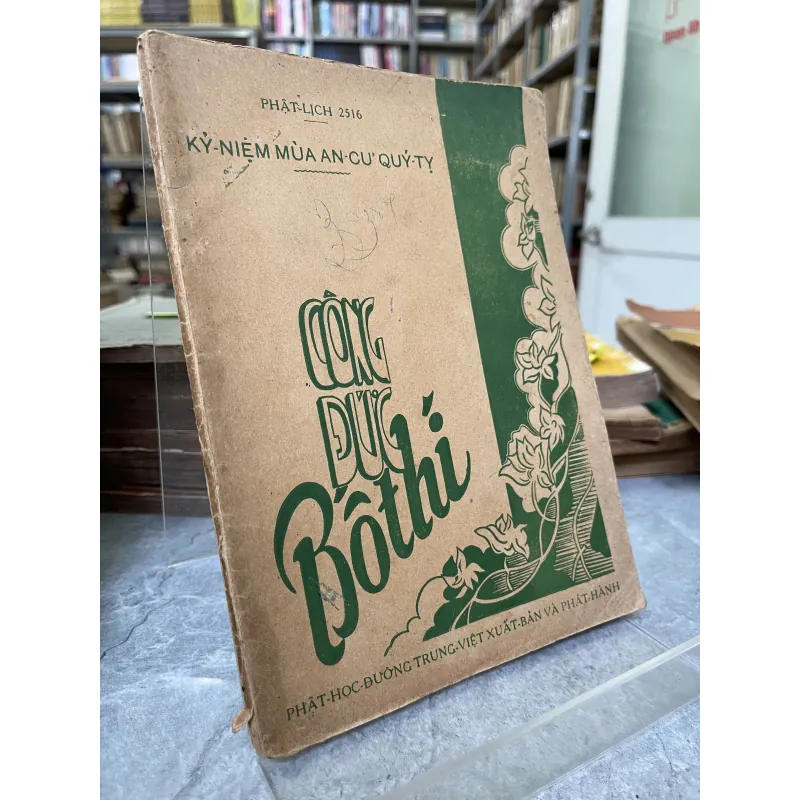 PHẬT-LỊCH 2516
KỶ-NIỆM MÙA AN-CƯ QUÝ-TỴ
CÔNG
ĐỨC
Bố thí
PHẬT-HỌC-ĐƯỜNG TRUNG-VIỆT XUẤT-BẢN VÀ PHÁT-HÀNH